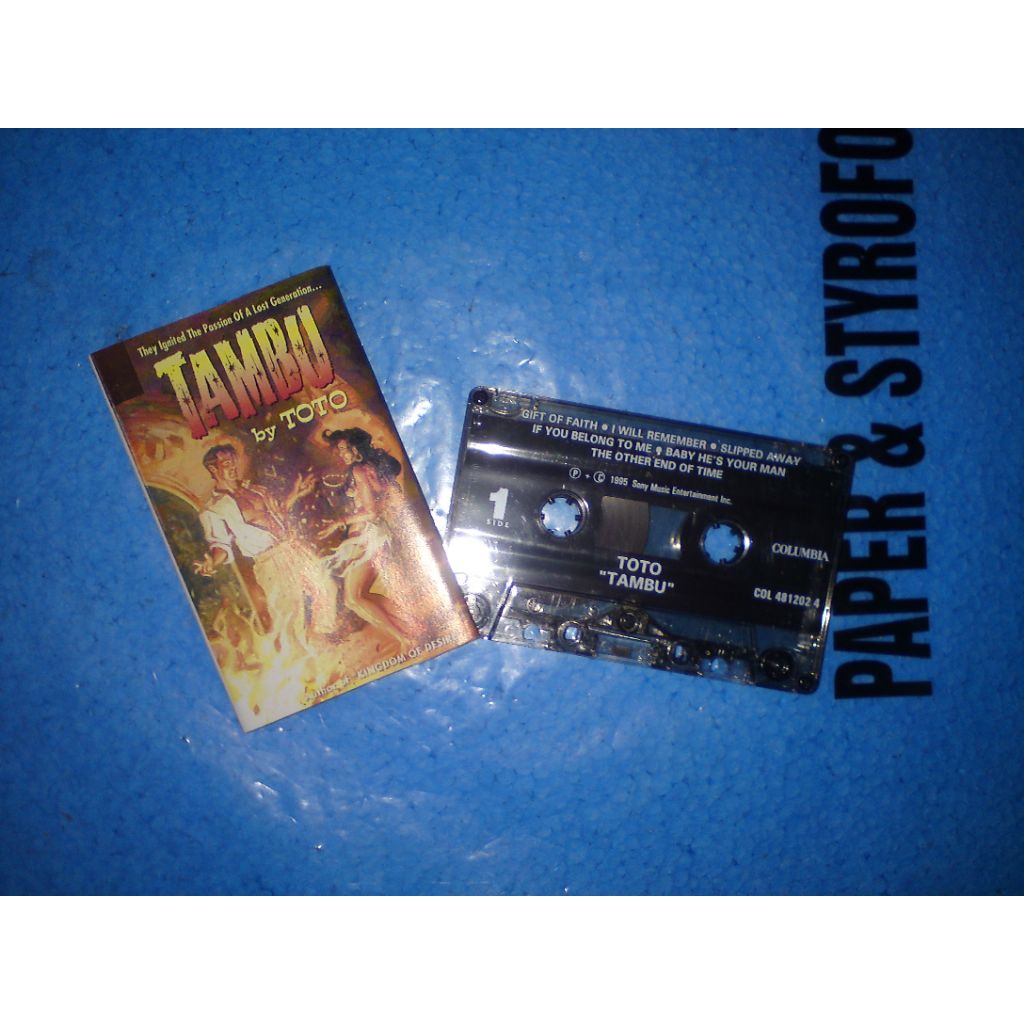 They Ignited The Passion Of A Lost Generation...
TAMBU
by TOTO
Author of KINGDOM OF DESIRE
GIFT OF FAITH • I WILL REMEMBER • SLIPPED AWAY
IF YOU BELONG TO ME • BABY HE'S YOUR MAN
THE OTHER END OF TIME
Ⓟ + © 1995 Sony Music Entertainment Inc.
1
SIDE
COLUMBIA
TOTO
"TAMBU"
COL 481202 4
PAPER & STYROFO